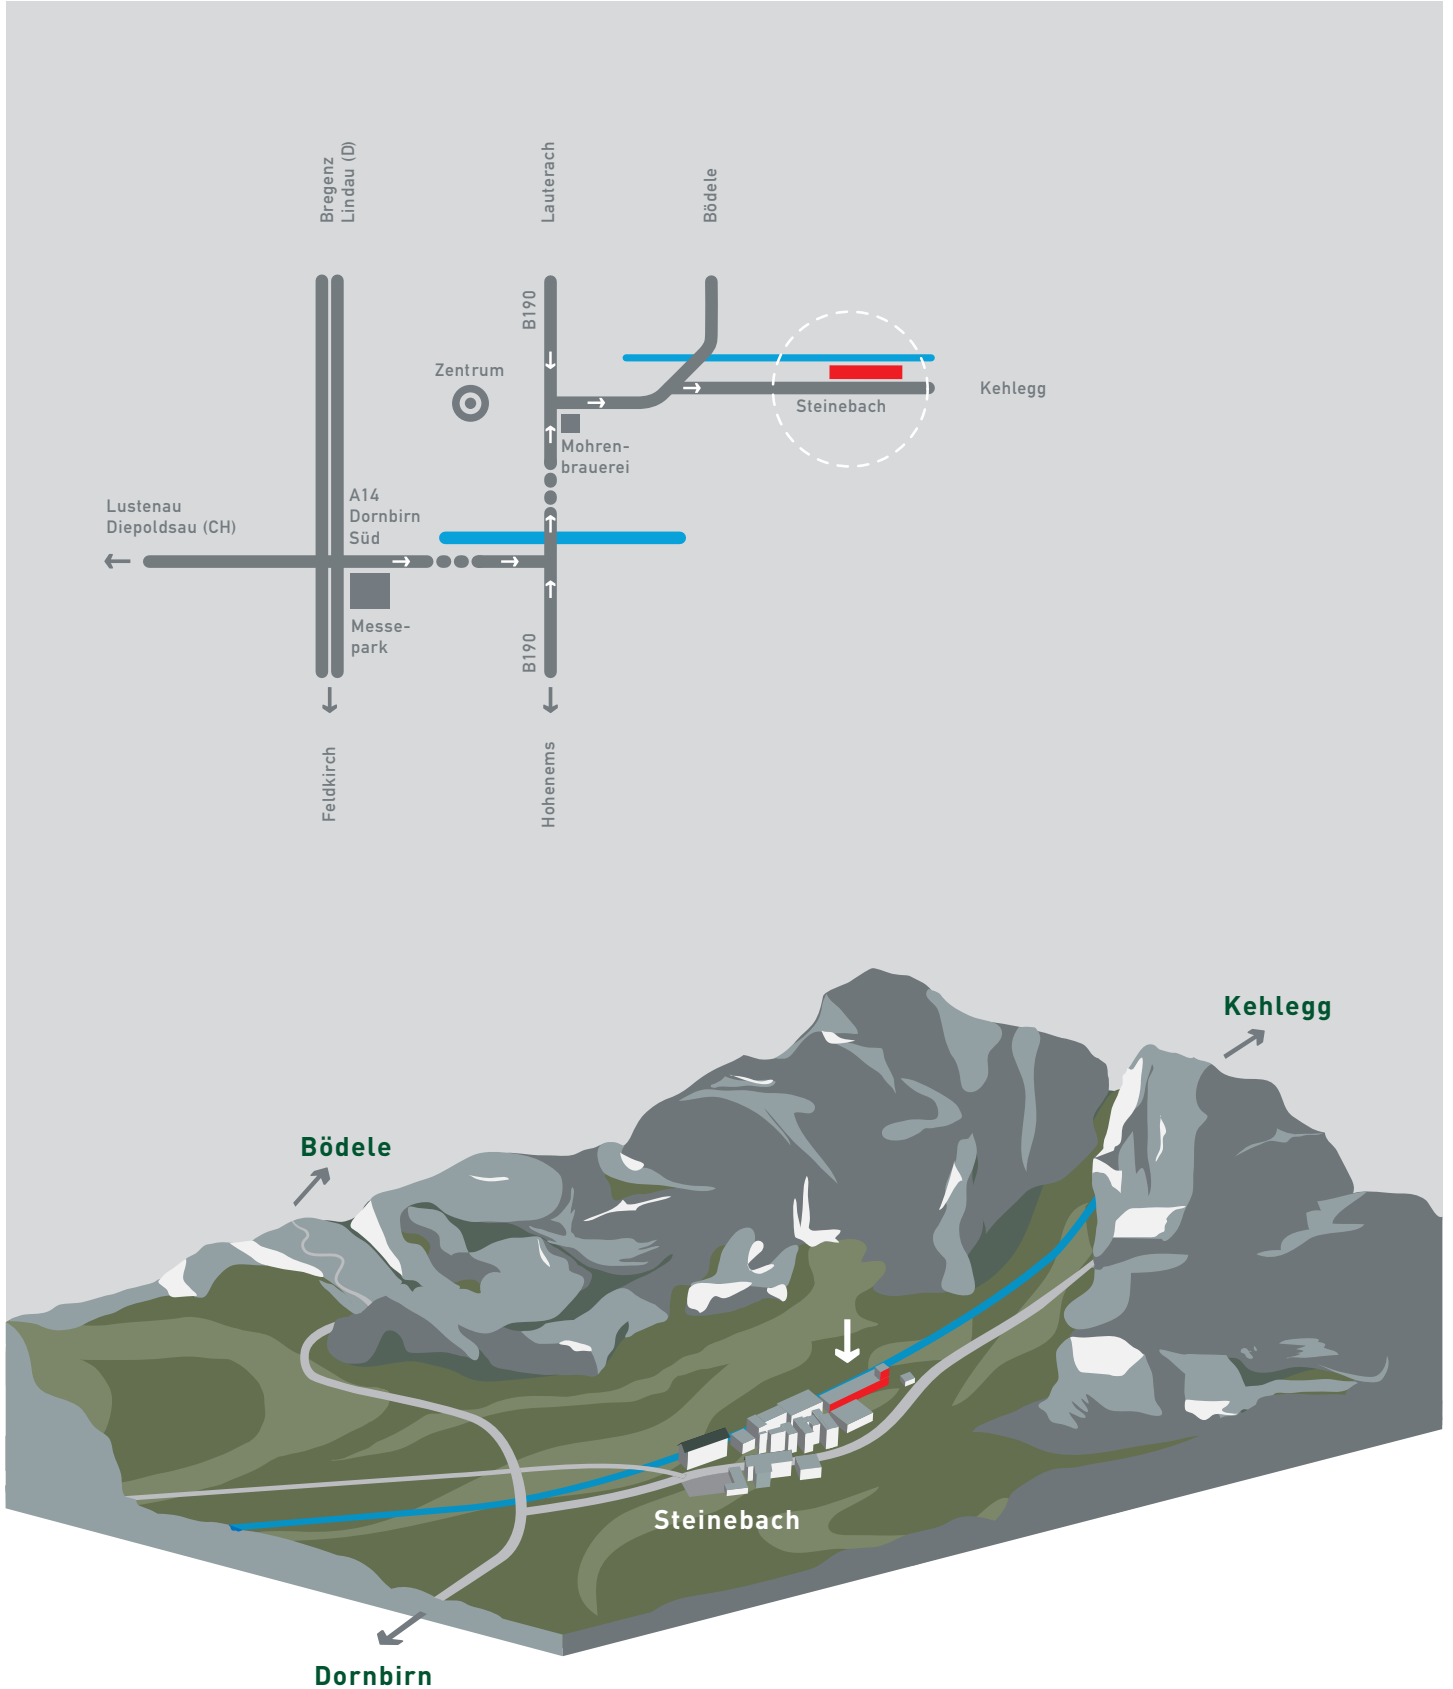 Bregenz
Lindau (D)
Lauterach
Bödele
B190
Zentrum
Steinebach
Kehlegg
Mohren-
brauerei
A14
Dornbirn
Süd
Lustenau
Diepoldsau (CH)
Messe-
park
B190
Feldkirch
Hohenems
Kehlegg
Bödele
Steinebach
Dornbirn